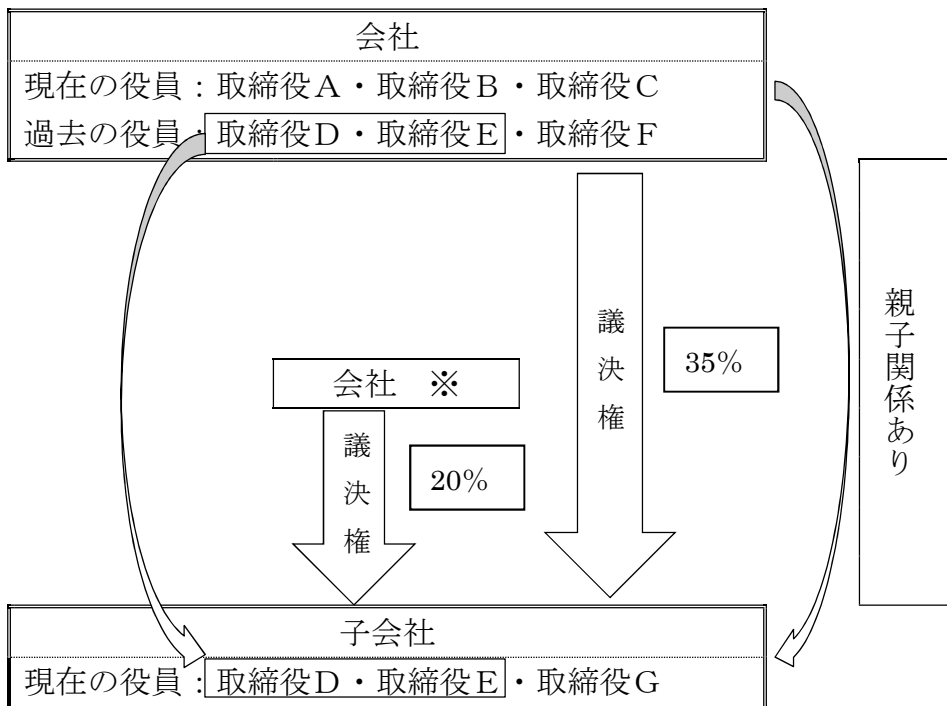 会社
現在の役員：取締役A・取締役B・取締役C
過去の役員：取締役D・取締役E・取締役F
議決権
35%
会社　※
議決権
20%
親子関係あり
子会社
現在の役員：取締役D・取締役E・取締役G